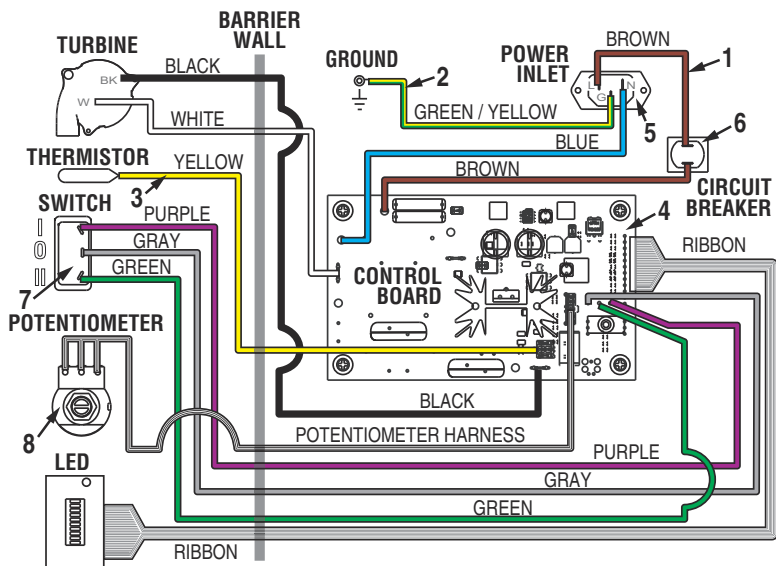 BARRIER
WALL
TURBINE
BK
W
BLACK
WHITE
GROUND
2
GREEN / YELLOW
POWER
INLET
L
N
G
BROWN
1
5
6
BLUE
BROWN
CIRCUIT
BREAKER
THERMISTOR
3
YELLOW
SWITCH
I
O
II
7
PURPLE
GRAY
GREEN
CONTROL
BOARD
4
RIBBON
POTENTIOMETER
8
BLACK
POTENTIOMETER HARNESS
PURPLE
GRAY
GREEN
LED
RIBBON